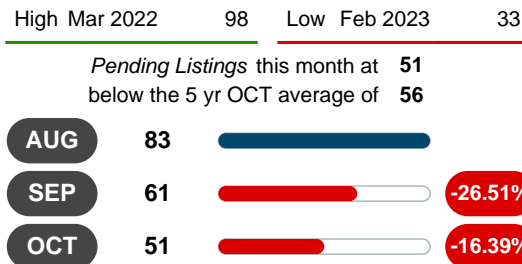 High Mar 2022 98 Low Feb 2023 33
Pending Listings this month at 51
below the 5 yr OCT average of 56
AUG 83
SEP 61 -26.51%
OCT 51 -16.39%